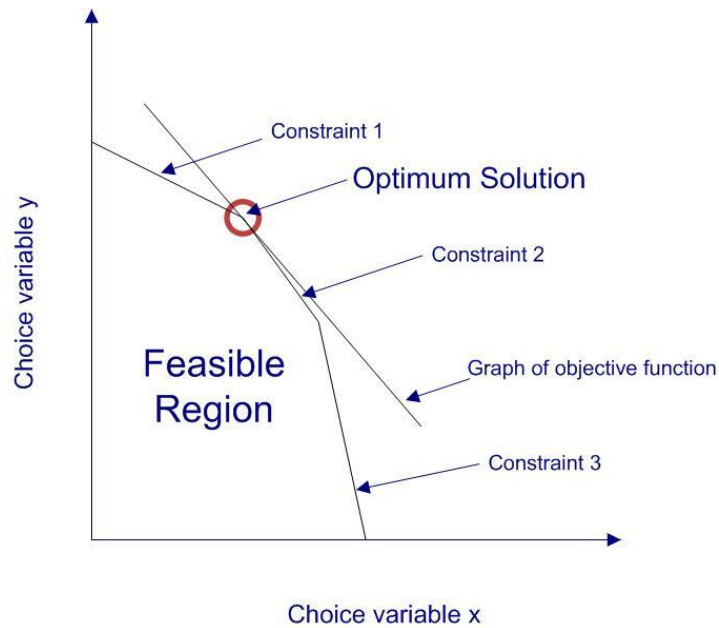 Constraint 1
Optimum Solution
Constraint 2
Choice variable y
Feasible
Region
Graph of objective function
Constraint 3
Choice variable x